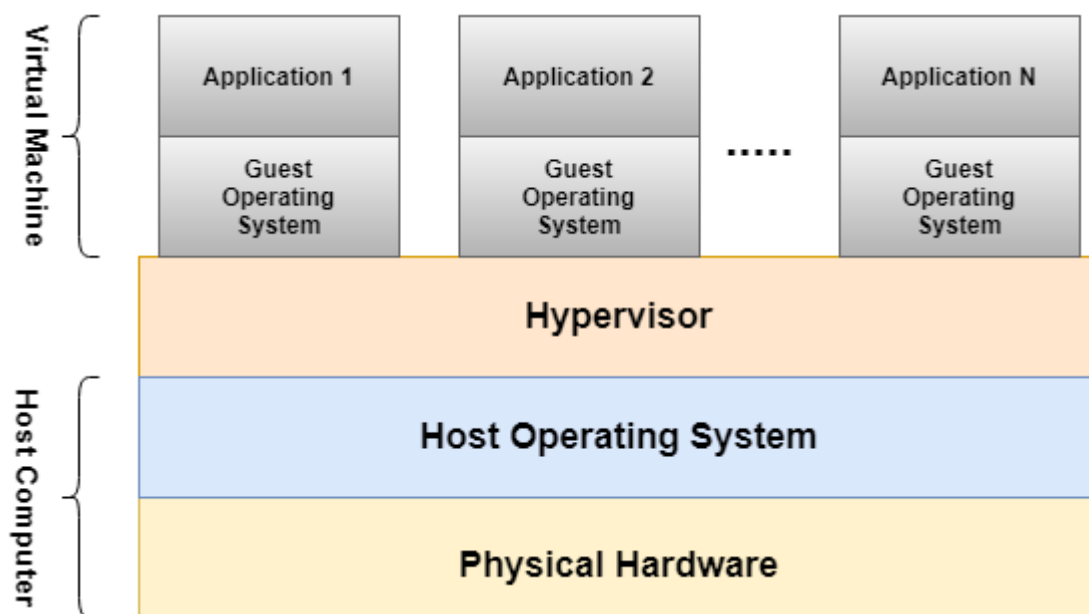 Virtual Machine
Application 1
Application 2
Application N
.....
Guest
Operating
System
Guest
Operating
System
Guest
Operating
System
Hypervisor
Host Computer
Host Operating System
Physical Hardware